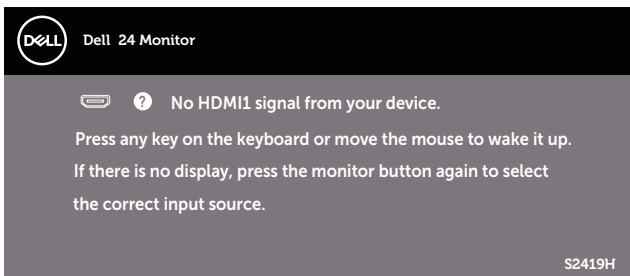 DELL Dell 24 Monitor
? No HDMI1 signal from your device.
Press any key on the keyboard or move the mouse to wake it up.
If there is no display, press the monitor button again to select
the correct input source.
S2419H